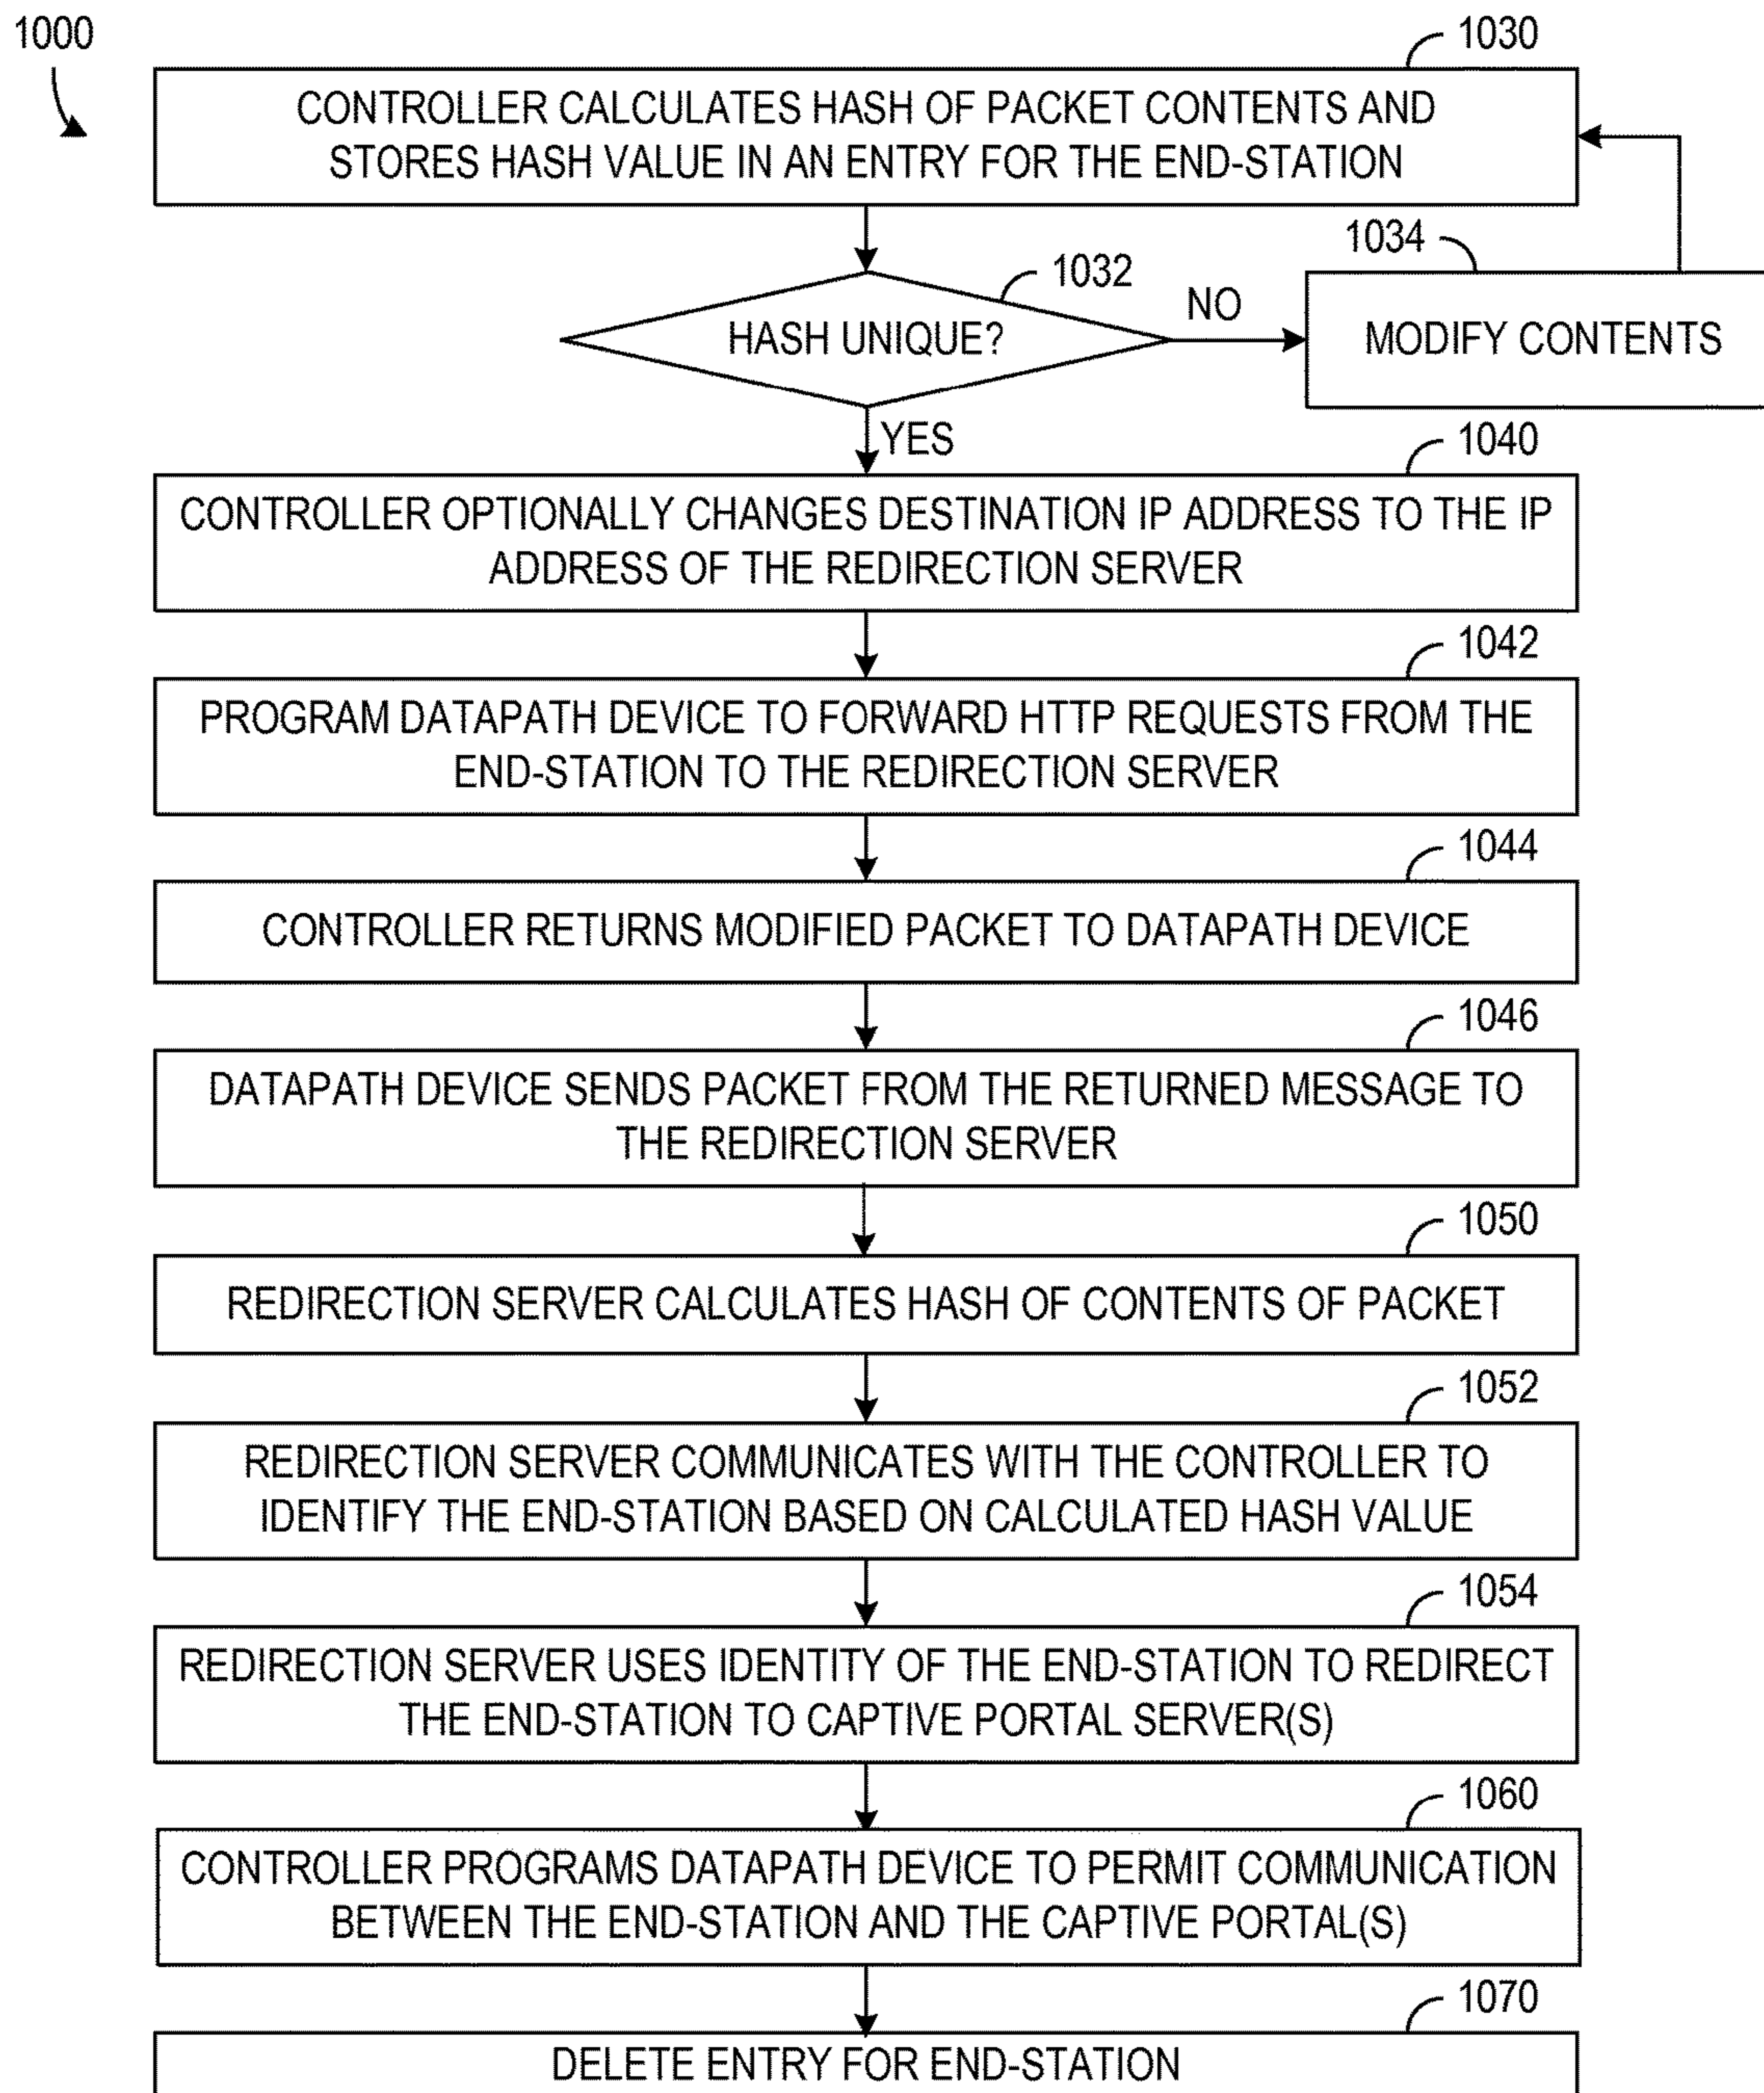 1000
1030
CONTROLLER CALCULATES HASH OF PACKET CONTENTS AND
STORES HASH VALUE IN AN ENTRY FOR THE END-STATION
1032
HASH UNIQUE?
NO
1034
MODIFY CONTENTS
YES
1040
CONTROLLER OPTIONALLY CHANGES DESTINATION IP ADDRESS TO THE IP
ADDRESS OF THE REDIRECTION SERVER
1042
PROGRAM DATAPATH DEVICE TO FORWARD HTTP REQUESTS FROM THE
END-STATION TO THE REDIRECTION SERVER
1044
CONTROLLER RETURNS MODIFIED PACKET TO DATAPATH DEVICE
1046
DATAPATH DEVICE SENDS PACKET FROM THE RETURNED MESSAGE TO
THE REDIRECTION SERVER
1050
REDIRECTION SERVER CALCULATES HASH OF CONTENTS OF PACKET
1052
REDIRECTION SERVER COMMUNICATES WITH THE CONTROLLER TO
IDENTIFY THE END-STATION BASED ON CALCULATED HASH VALUE
1054
REDIRECTION SERVER USES IDENTITY OF THE END-STATION TO REDIRECT
THE END-STATION TO CAPTIVE PORTAL SERVER(S)
1060
CONTROLLER PROGRAMS DATAPATH DEVICE TO PERMIT COMMUNICATION
BETWEEN THE END-STATION AND THE CAPTIVE PORTAL(S)
1070
DELETE ENTRY FOR END-STATION